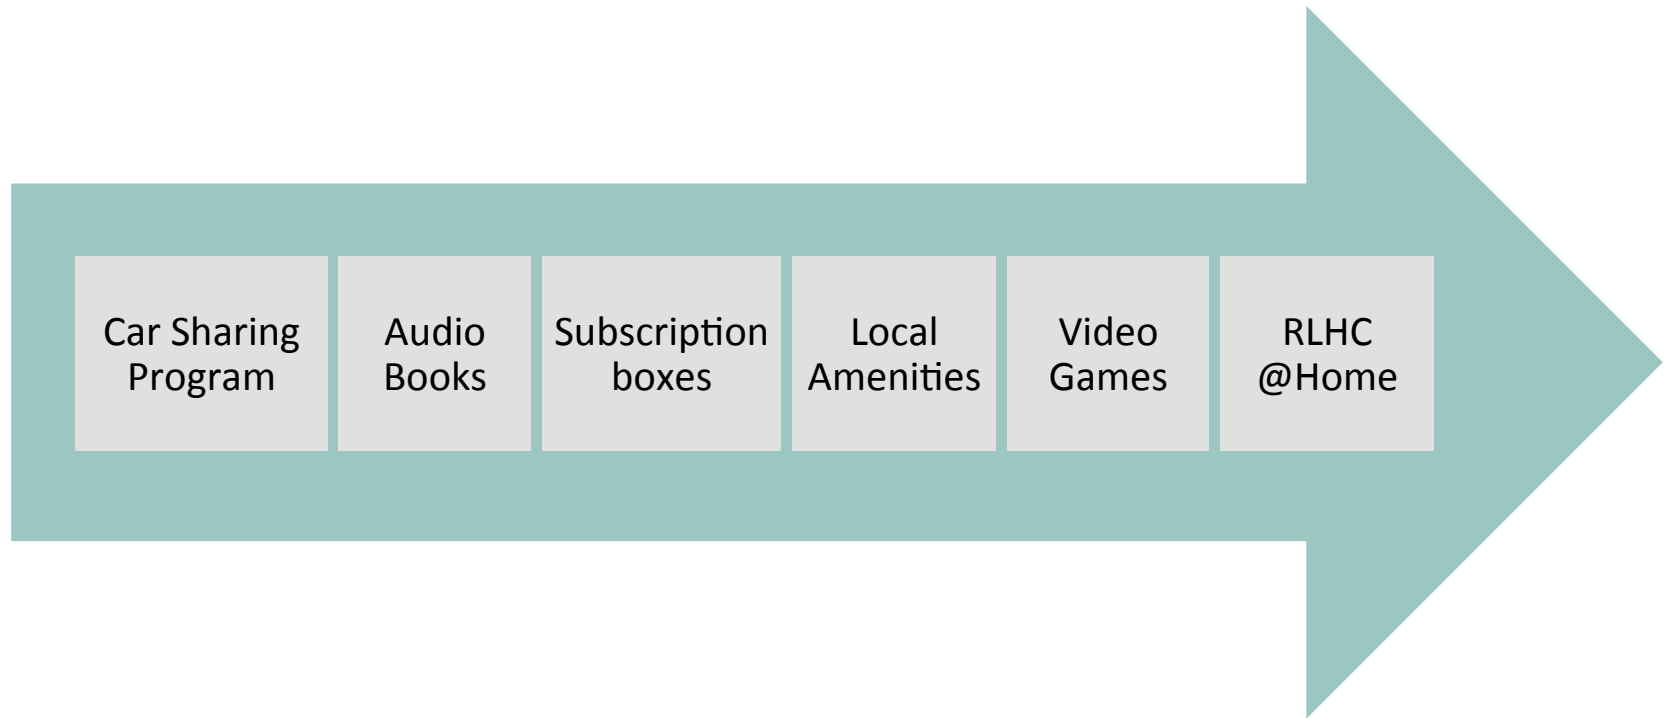 Car Sharing
Program
Audio
Books
Subscription
boxes
Local
Amenities
Video
Games
RLHC
@Home